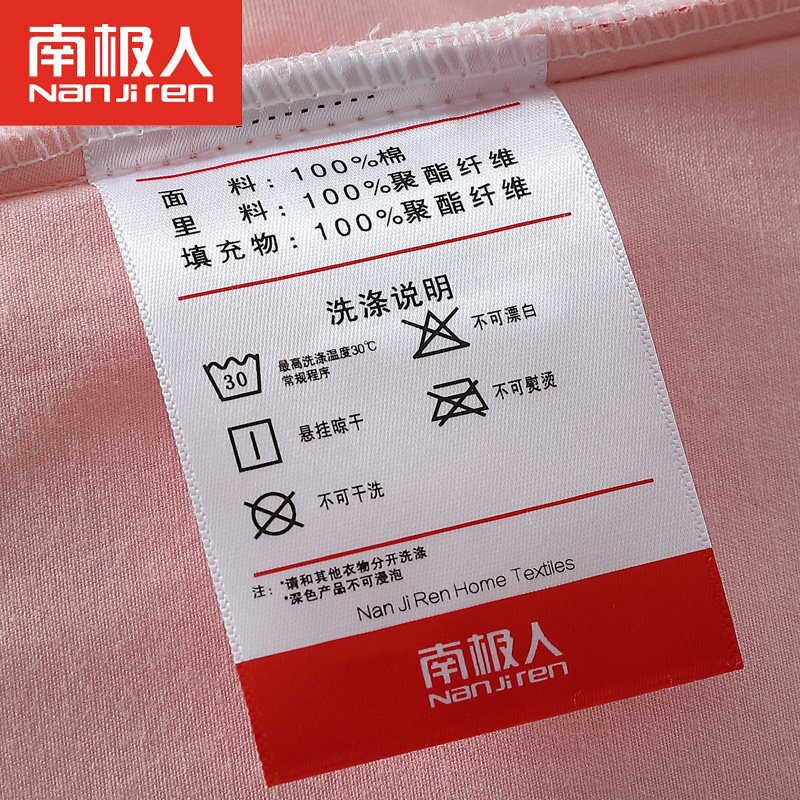 南极人
NanJiren
面 料：100%棉
里 料：100%聚酯纤维
填充物：100%聚酯纤维
洗涤说明
30
最高洗涤温度30℃
常规程序
不可漂白
悬挂晾干
不可熨烫
不可干洗
注：*请和其他衣物分开洗涤
*深色产品不可浸泡
Nan Ji Ren Home Textiles
南极人
NanJiren